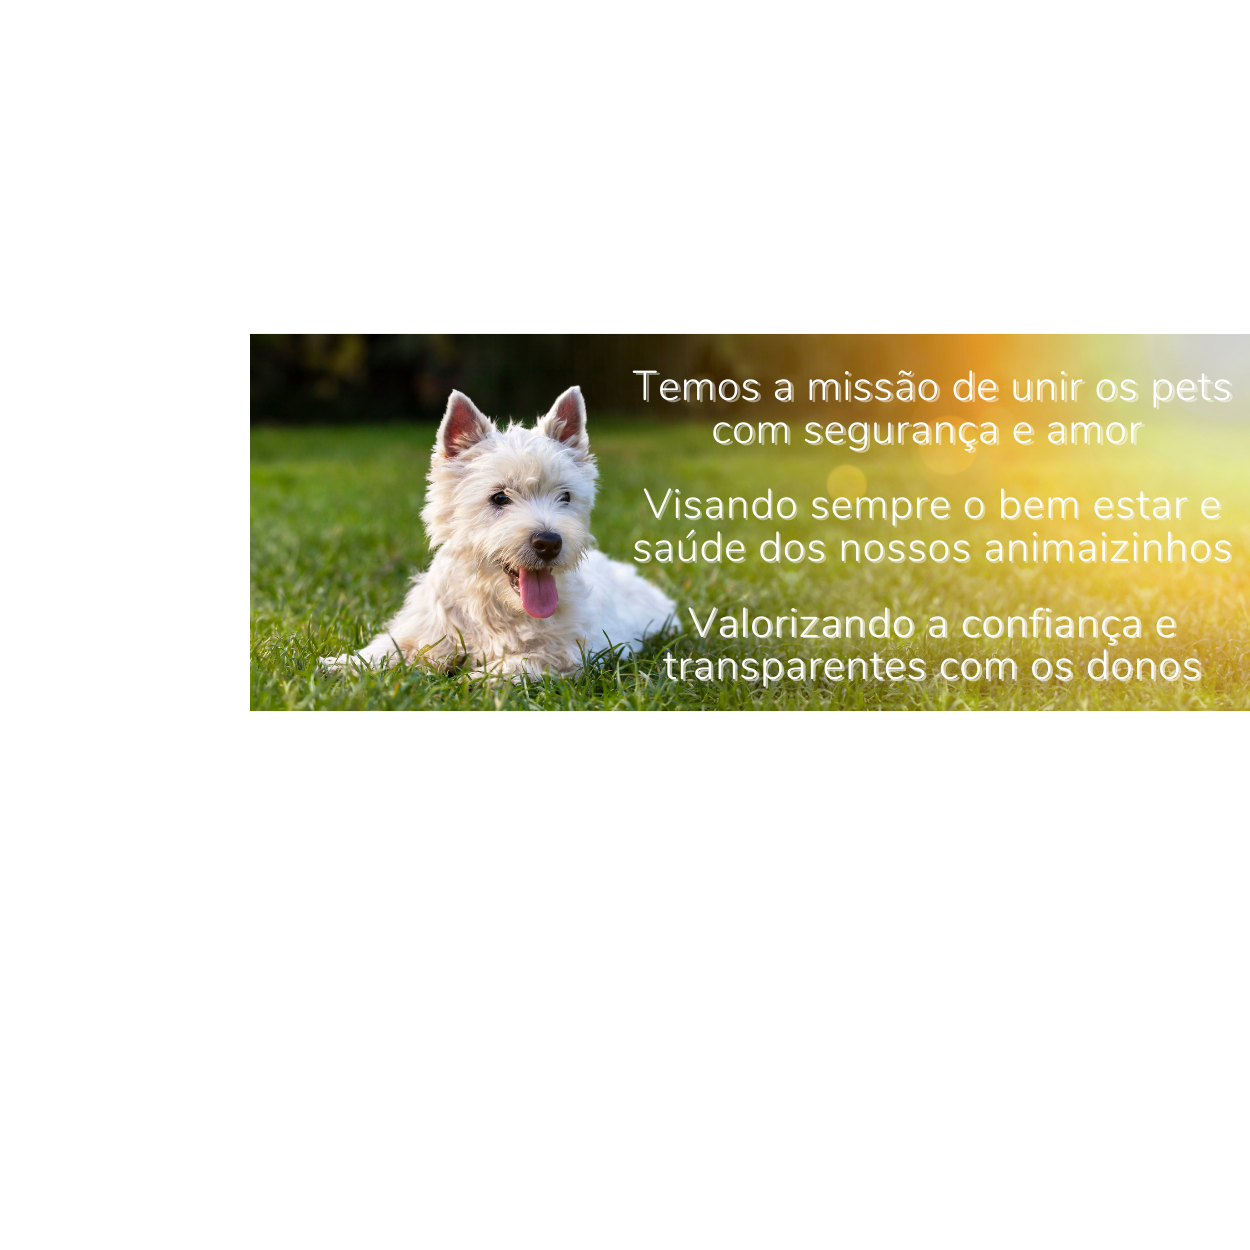 Temos a missão de unir os pets
com segurança e amor
Visando sempre o bem estar e
saúde dos nossos animaizinhos
Valorizando a confiança e
transparentes com os donos